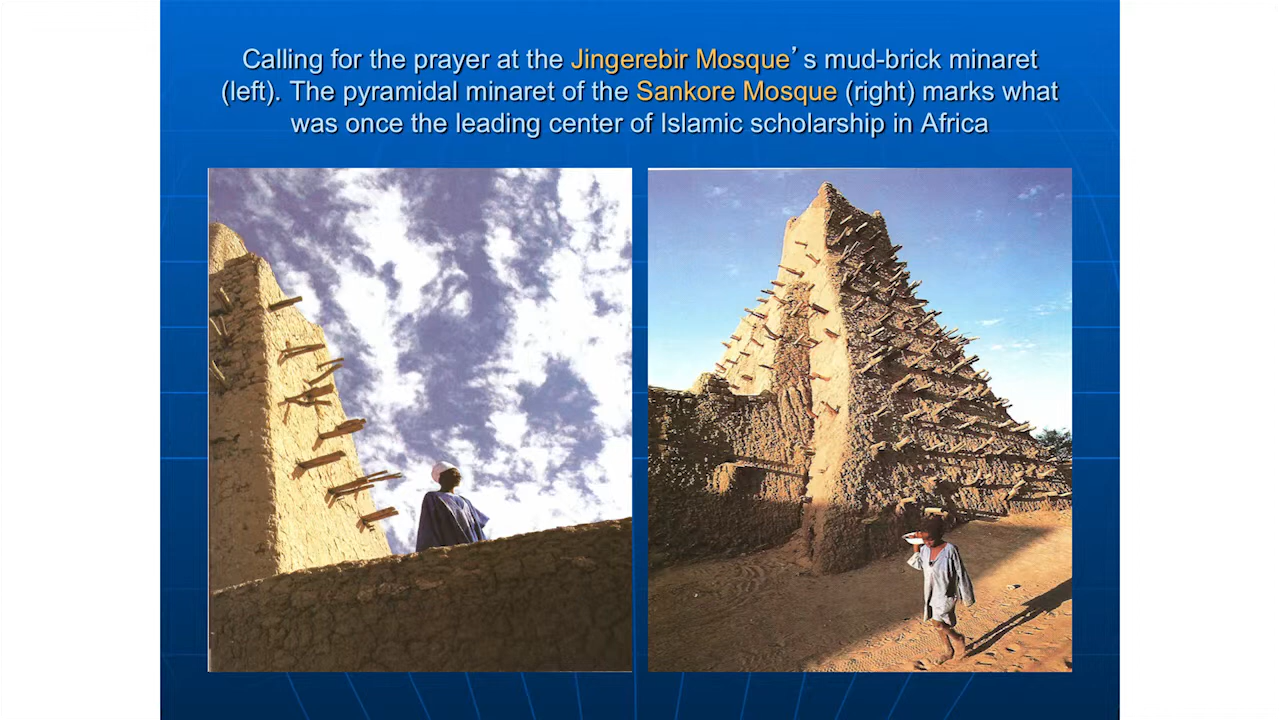 Calling for the prayer at the Jingerebir Mosque’s mud-brick minaret
(left). The pyramidal minaret of the Sankore Mosque (right) marks what
was once the leading center of Islamic scholarship in Africa